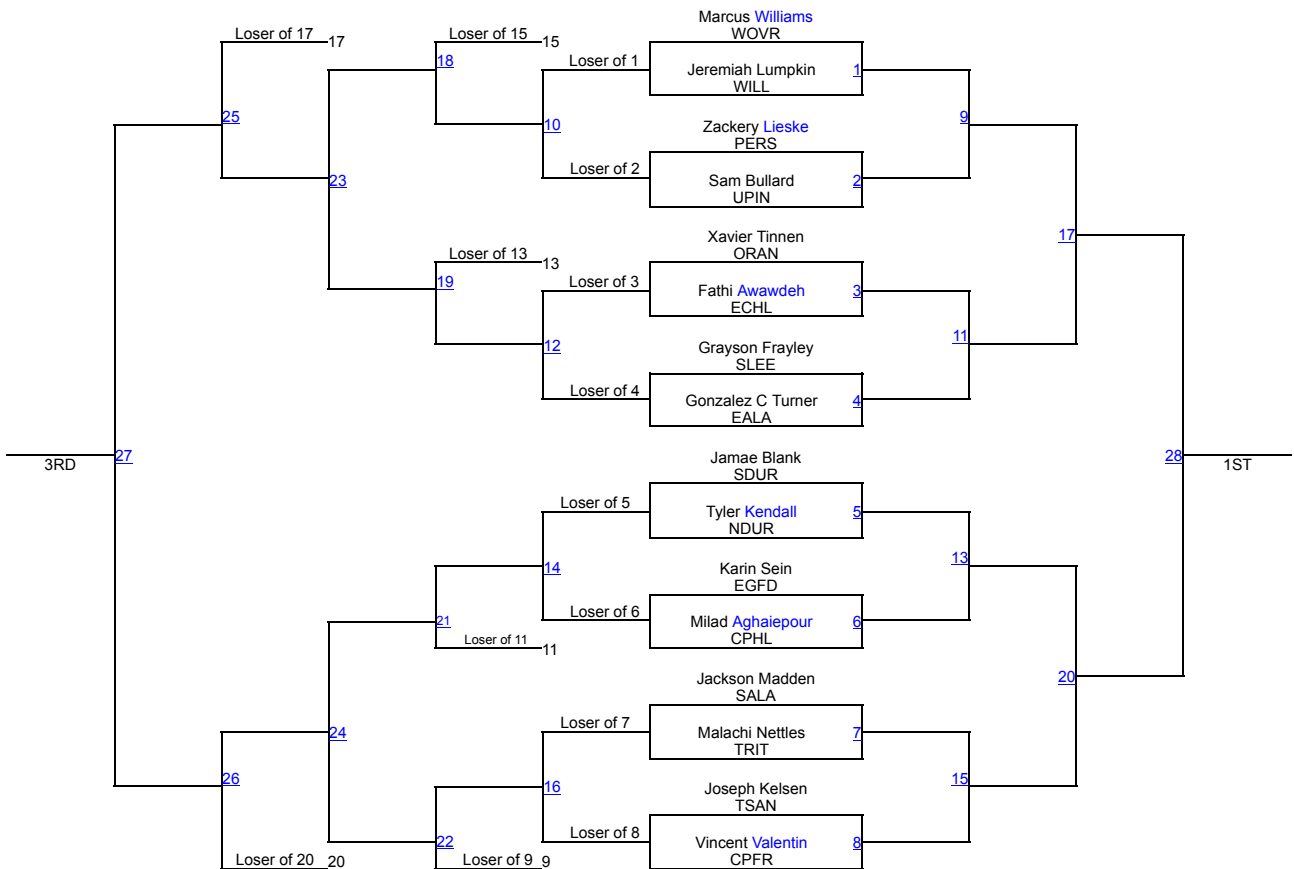 Marcus Williams
WOVR
Loser of 17 17
Loser of 15 15
18
Loser of 1
Jeremiah Lumpkin 1
WILL
25
10
Zackery Lieske
PERS
9
Loser of 2
23
Sam Bullard 2
UPIN
Xavier Tinnen
ORAN
17
Loser of 13 13
19
Loser of 3
Fathi Awawdeh 3
ECHL
12
Grayson Frayley
SLEE
11
Loser of 4
Gonzalez C Turner 4
EALA
3RD
27
Jamae Blank
SDUR
28
1ST
Loser of 5
Tyler Kendall 5
NDUR
14
Karin Sein
EGFD
13
21
Loser of 6
Milad Aghaiepour 6
CPHL
Loser of 11 11
Jackson Madden
SALA
20
24
Loser of 7
Malachi Nettles 7
TRIT
26
16
Joseph Kelsen
TSAN
15
22
Loser of 8
Vincent Valentin 8
CPFR
Loser of 20 20
Loser of 9 9